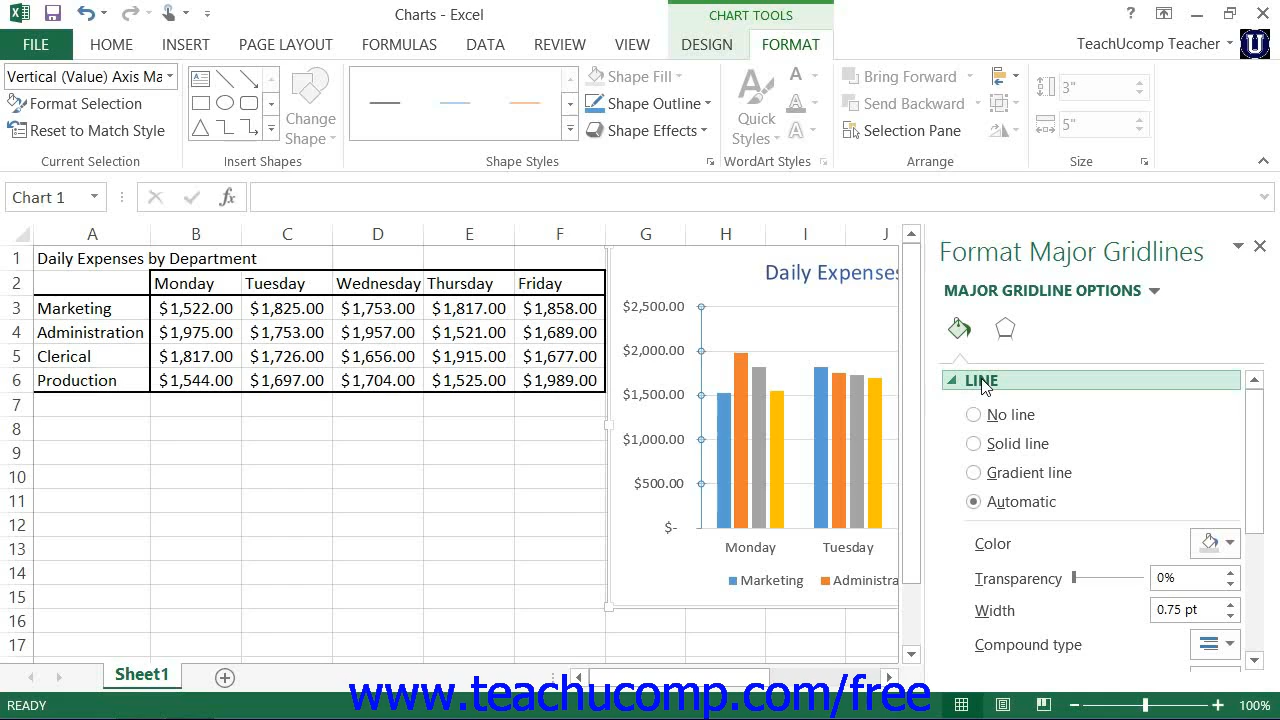 Charts - Excel
CHART TOOLS
?
FILE HOME INSERT PAGE LAYOUT FORMULAS DATA REVIEW VIEW DESIGN FORMAT TeachUcomp Teacher U
Vertical (Value) Axis Ma
Format Selection
Reset to Match Style
Current Selection
Change Shape
Insert Shapes
Shape Fill
Shape Outline
Shape Effects
Shape Styles
Quick Styles
A
A
A
A
WordArt Styles
Bring Forward
Send Backward
Selection Pane
Arrange
3"
5"
Size
Chart 1 fx
A B C D E F G H I J
1 Daily Expenses by Department
2 Monday Tuesday Wednesday Thursday Friday
3 Marketing $1,522.00 $1,825.00 $1,753.00 $1,817.00 $1,858.00
4 Administration $1,975.00 $1,753.00 $1,957.00 $1,521.00 $1,689.00
5 Clerical $1,817.00 $1,726.00 $1,656.00 $1,915.00 $1,677.00
6 Production $1,544.00 $1,697.00 $1,704.00 $1,525.00 $1,989.00
7
8
9
10
11
12
13
14
15
16
17
Daily Expenses
$2,500.00
$2,000.00
$1,500.00
$1,000.00
$500.00
$-
Monday Tuesday
Marketing Administra
Format Major Gridlines
MAJOR GRIDLINE OPTIONS
LINE
No line
Solid line
Gradient line
Automatic
Color
Transparency 0%
Width 0.75 pt
Compound type
Sheet1
www.teachucomp.com/free
READY 100%